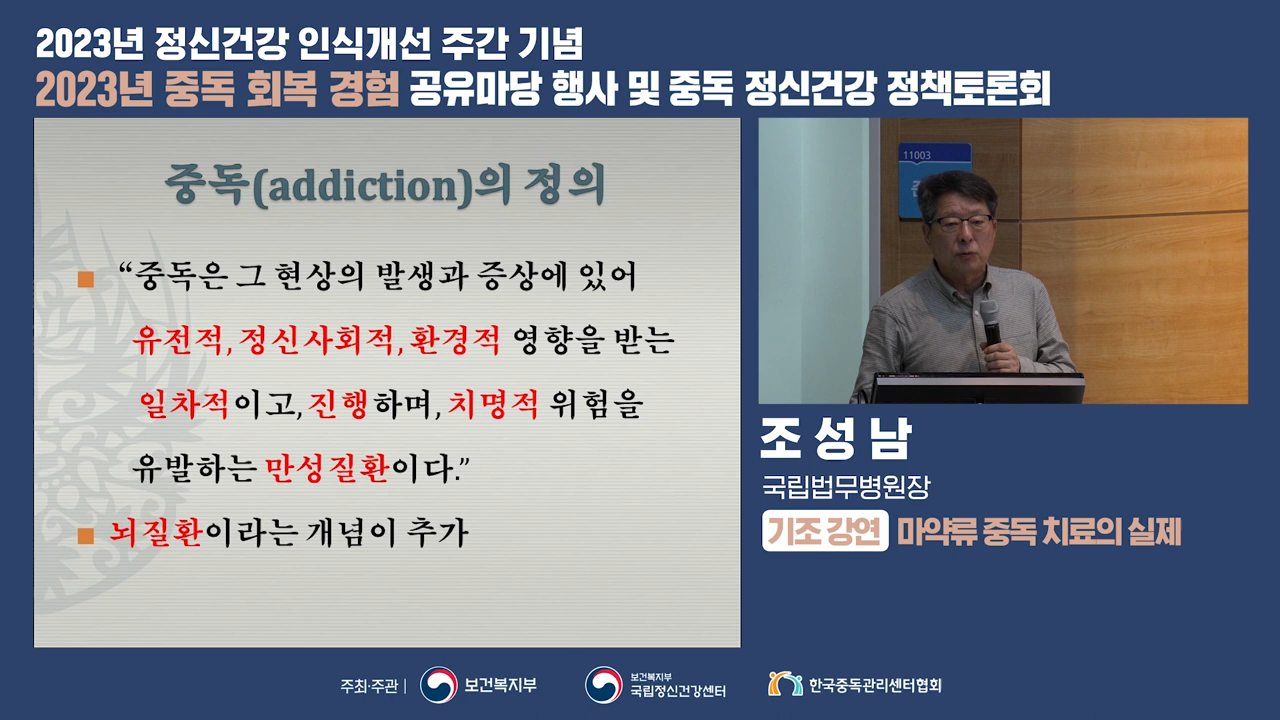 2023년 정신건강 인식개선 주간 기념
2023년 중독 회복 경험 공유마당 행사 및 중독 정신건강 정책토론회
중독(addiction)의 정의
“중독은 그 현상의 발생과 증상에 있어
유전적, 정신사회적, 환경적 영향을 받는
일차적이고, 진행하며, 치명적 위험을
유발하는 만성질환이다.”
뇌질환이라는 개념이 추가
11003
조성남
국립법무병원장
기조 강연 마약류 중독 치료의 실제
주최·주관 | 보건복지부
보건복지부
국립정신건강센터
한국중독관리센터협회